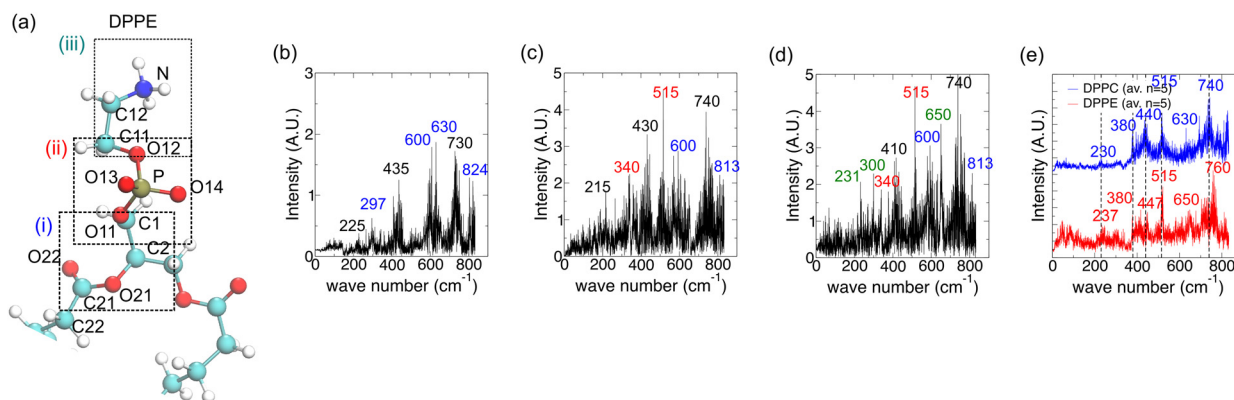 (a)
DPPE
(iii)
N
C12
C11
O12
(ii)
O13
P
O14
O11
C1
(i)
C2
O22
O21
C21
C22
(b)
Intensity (A.U.)
3
2
1
0
0 200 400 600 800
wave number (cm-1)
225
297
435
600
630
730
824
(c)
Intensity (A.U.)
5
4
3
2
1
0
0 200 400 600 800
wave number (cm-1)
215
340
430
515
600
740
813
(d)
Intensity (A.U.)
5
4
3
2
1
0
0 200 400 600 800
wave number (cm-1)
231
300
340
410
515
600
650
740
813
(e)
Intensity (A.U.)
515
740
DPPC (av. n=5)
DPPE (av. n=5)
380
440
630
230
760
515
380
650
237
447
0 200 400 600 800
wave number (cm-1)